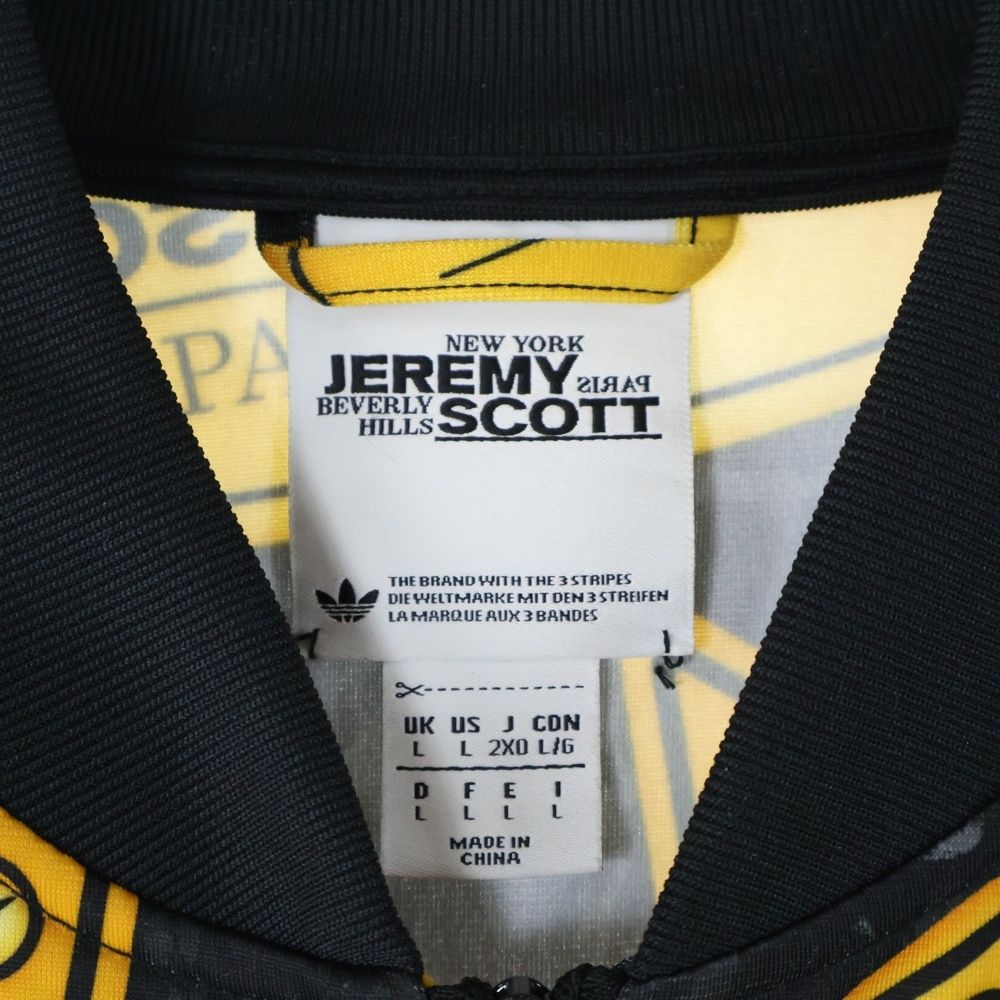 NEW YORK
JEREMY PARIS
BEVERLY HILLS SCOTT
THE BRAND WITH THE 3 STRIPES
DIE WELTMARKE MIT DEN 3 STREIFEN
LA MARQUE AUX 3 BANDES
UK US J CDN
L L 2XO L/G
D F E I
L L L L
MADE IN
CHINA